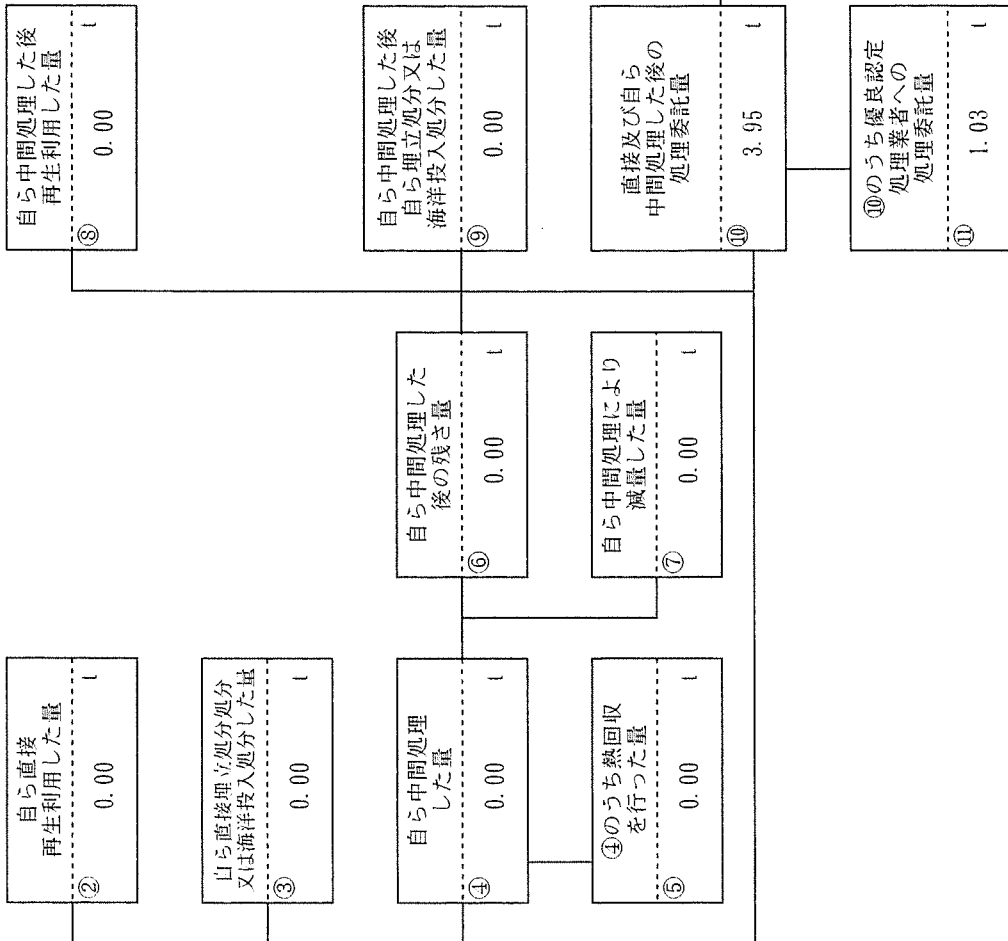 自ら直接
再生利用した量
② 0.00 t
自ら直接埋立処分
又は海洋投入処分した量
③ 0.00 t
自ら中間処理
した量
④ 0.00 t
④のうち熱回収
を行った量
⑤ 0.00 t
自ら中間処理した
後の残さ量
⑥ 0.00 t
自ら中間処理により
減量した量
⑦ 0.00 t
自ら中間処理した後
再生利用した量
⑧ 0.00 t
自ら中間処理した後
自ら埋立処分又は
海洋投入処分した量
⑨ 0.00 t
直接及び自ら
中間処理した後の
処理委託量
⑩ 3.95 t
⑩のうち優良認定
処理業者への
処理委託量
⑪ 1.03 t